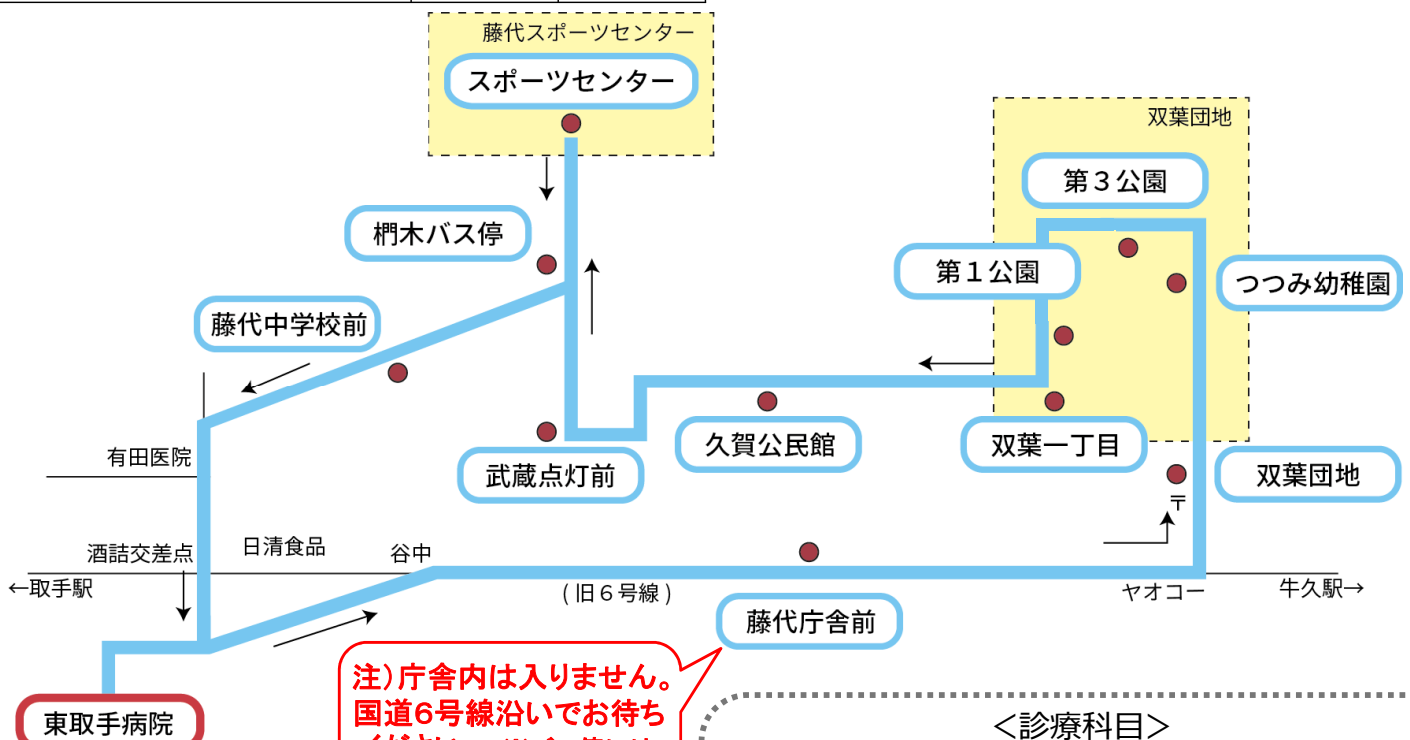 藤代スポーツセンター
スポーツセンター
双葉団地
第３公園
椚木バス停
第１公園
つつみ幼稚園
藤代中学校前
久賀公民館
双葉一丁目
有田医院
武蔵点灯前
双葉団地
〒
酒詰交差点
日清食品
谷中
←取手駅
(旧６号線)
ヤオコー
牛久駅→
藤代庁舎前
注)庁舎内は入りません。
国道6号線沿いでお待ち
東取手病院
＜診療科目＞